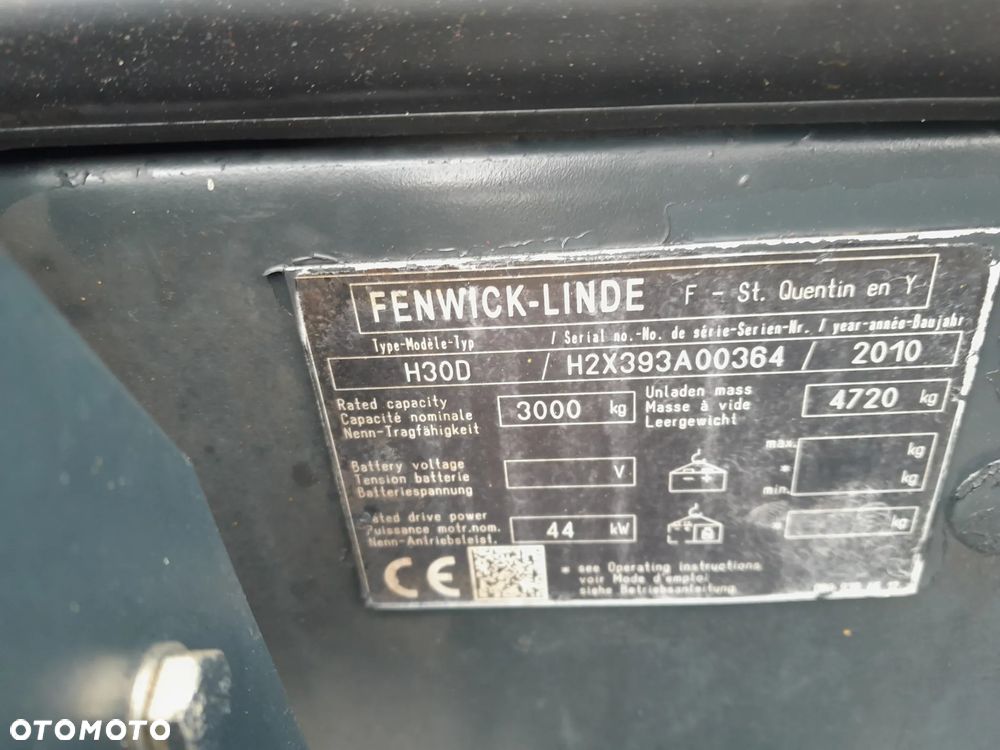 FENWICK-LINDE F - St. Quentin en Y
Type-Modèle-Typ / Serial no.-No. de série-Serien-Nr. / year-année-Baujahr
H30D / H2X393A00364 / 2010
Rated capacity
Capacité nominale
Nenn-Tragfähigkeit
3000 kg
Unladen mass
Masse à vide
Leergewicht
4720 kg
Battery voltage
Tension batterie
Batteriespannung
V
- +
max. kg
*
min. kg
Rated drive power
Puissance motr.nom.
Nenn-Antriebsleist.
44 kW
* kg
CE
* see Operating instructions
voir Mode d'emploi
siehe Betriebsanleitung
OTOMOTO